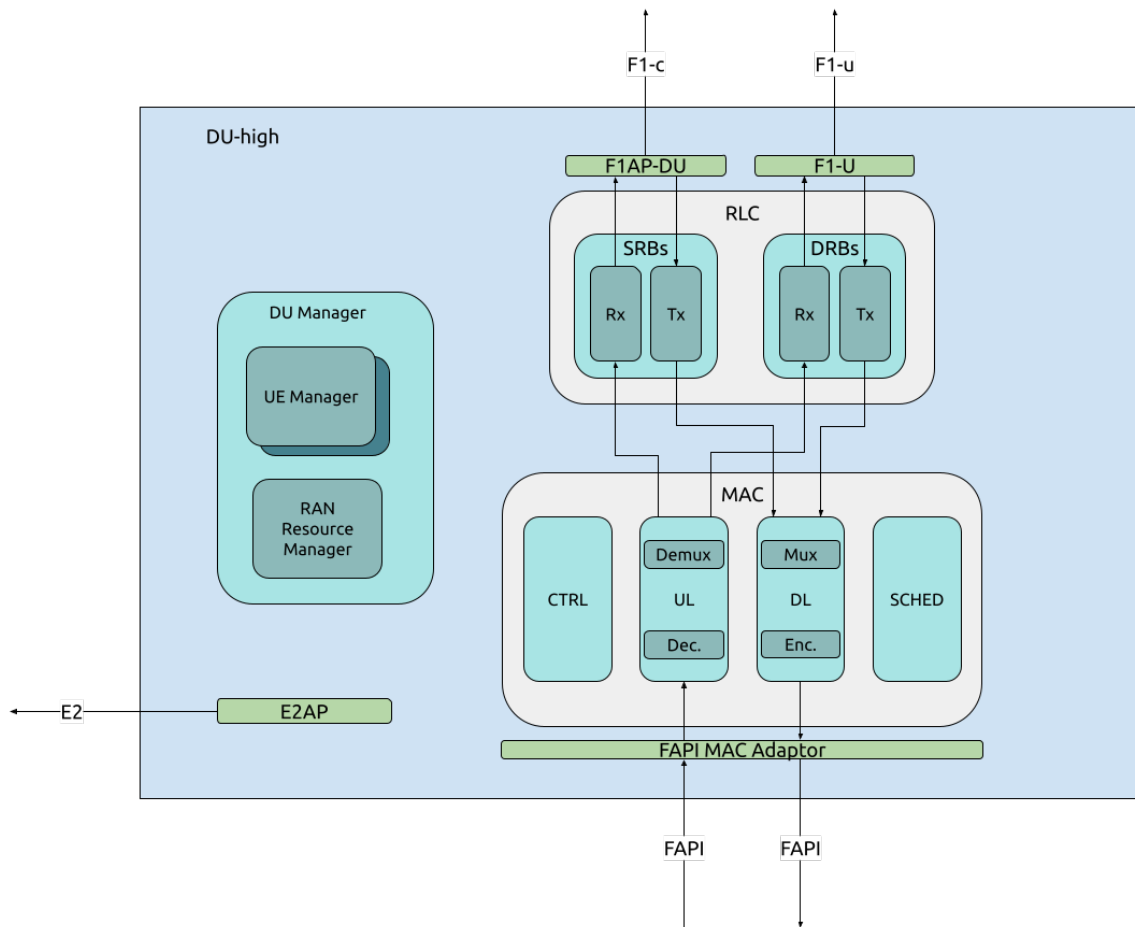 F1-c
F1-u
DU-high
F1AP-DU
F1-U
RLC
SRBs
DRBs
Rx
Tx
Rx
Tx
DU Manager
UE Manager
RAN
Resource
Manager
MAC
CTRL
Demux
UL
Dec.
Mux
DL
Enc.
SCHED
E2
E2AP
FAPI MAC Adaptor
FAPI
FAPI